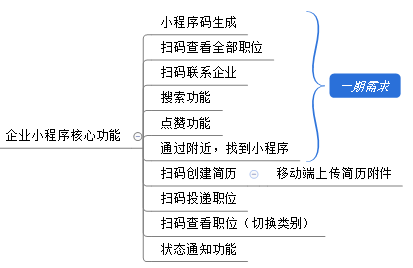 小程序码生成
扫码查看全部职位
扫码联系企业
一期需求
搜索功能
点赞功能
企业小程序核心功能
通过附近，找到小程序
扫码创建简历 移动端上传简历附件
扫码投递职位
扫码查看职位（切换类别）
状态通知功能